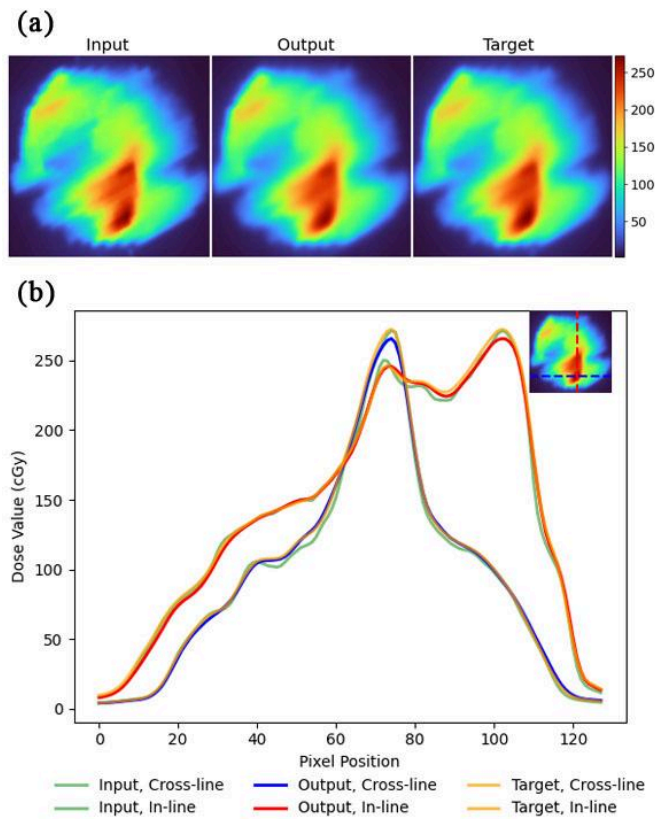 (a)
Input Output Target
250
200
150
100
50
(b)
250
200
150
100
50
0
Dose Value (cGy)
0 20 40 60 80 100 120
Pixel Position
Input, Cross-line Output, Cross-line Target, Cross-line
Input, In-line Output, In-line Target, In-line